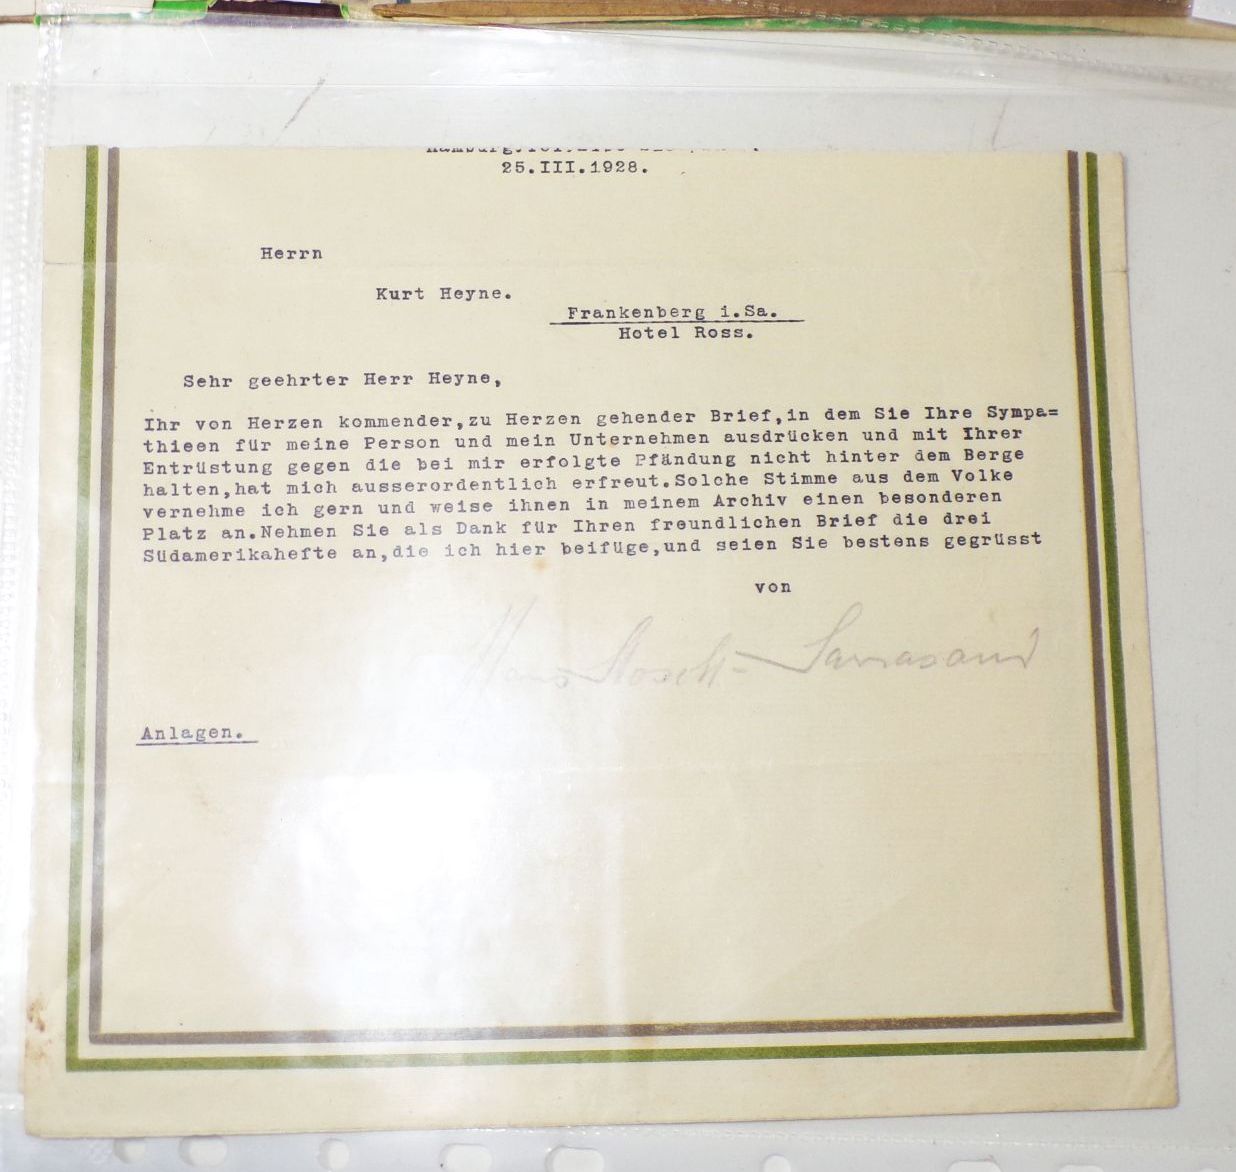 25.III.1928.
Herrn
Kurt Heyne.
Frankenberg i.Sa.
Hotel Ross.
Sehr geehrter Herr Heyne,
Ihr von Herzen kommender,zu Herzen gehender Brief,in dem Sie Ihre Sympa=
thieen für meine Person und mein Unternehmen ausdrücken und mit Ihrer
Entrüstung gegen die bei mir erfolgte Pfändung nicht hinter dem Berge
halten,hat mich ausserordentlich erfreut.Solche Stimme aus dem Volke
vernehme ich gern und weise ihnen in meinem Archiv einen besonderen
Platz an.Nehmen Sie als Dank für Ihren freundlichen Brief die drei
Südamerikahefte an,die ich hier beifüge,und seien Sie bestens gegrüsst
von
Hans Stosch-Sarrasani
Anlagen.